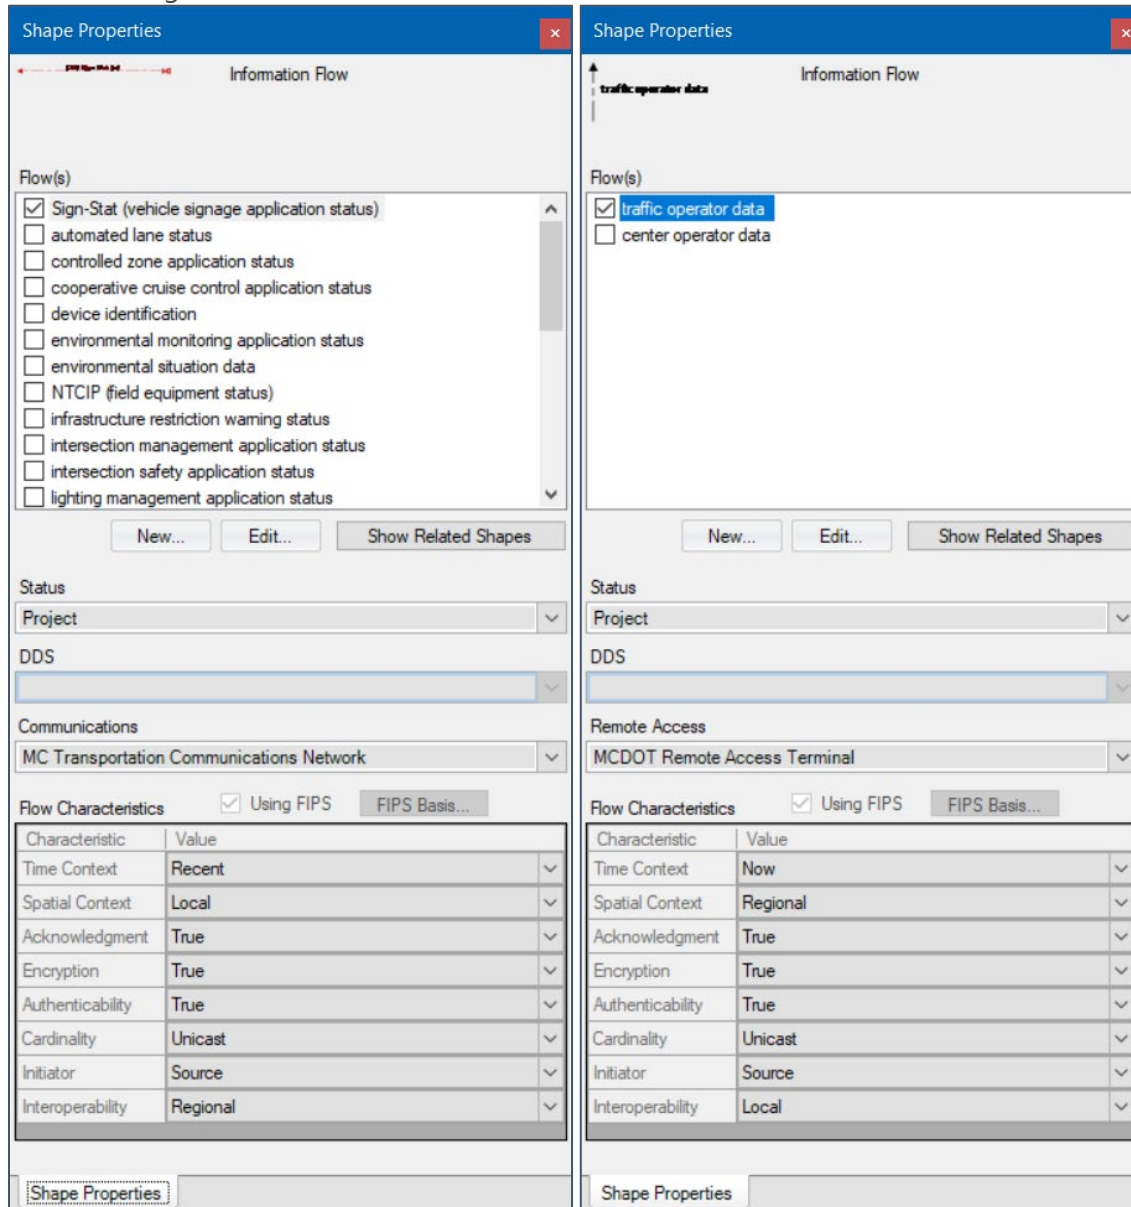 Shape Properties
Information Flow
Flow(s)
Sign-Stat (vehicle signage application status)
automated lane status
controlled zone application status
cooperative cruise control application status
device identification
environmental monitoring application status
environmental situation data
NTCIP (field equipment status)
infrastructure restriction warning status
intersection management application status
intersection safety application status
lighting management application status
New... Edit... Show Related Shapes
Status
Project
DDS
Communications
MC Transportation Communications Network
Flow Characteristics Using FIPS FIPS Basis...
Characteristic Value
Time Context Recent
Spatial Context Local
Acknowledgment True
Encryption True
Authenticability True
Cardinality Unicast
Initiator Source
Interoperability Regional
Shape Properties
Shape Properties
Information Flow
traffic operator data
Flow(s)
traffic operator data
center operator data
New... Edit... Show Related Shapes
Status
Project
DDS
Remote Access
MCDOT Remote Access Terminal
Flow Characteristics Using FIPS FIPS Basis...
Characteristic Value
Time Context Now
Spatial Context Regional
Acknowledgment True
Encryption True
Authenticability True
Cardinality Unicast
Initiator Source
Interoperability Local
Shape Properties